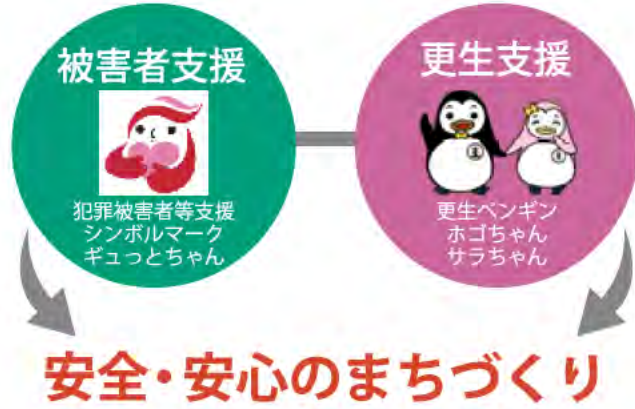 被害者支援
犯罪被害者等支援
シンボルマーク
ギュっとちゃん
更生支援
更生ペンギン
ホゴちゃん
サラちゃん
安全・安心のまちづくり